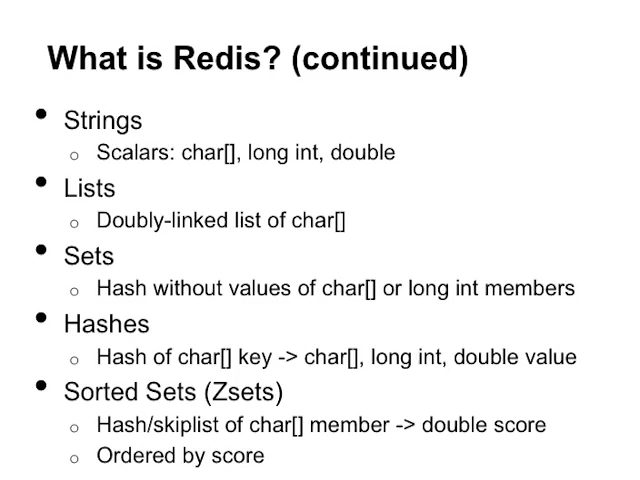 What is Redis? (continued)
• Strings
o Scalars: char[], long int, double
• Lists
o Doubly-linked list of char[]
• Sets
o Hash without values of char[] or long int members
• Hashes
o Hash of char[] key -> char[], long int, double value
• Sorted Sets (Zsets)
o Hash/skiplist of char[] member -> double score
o Ordered by score